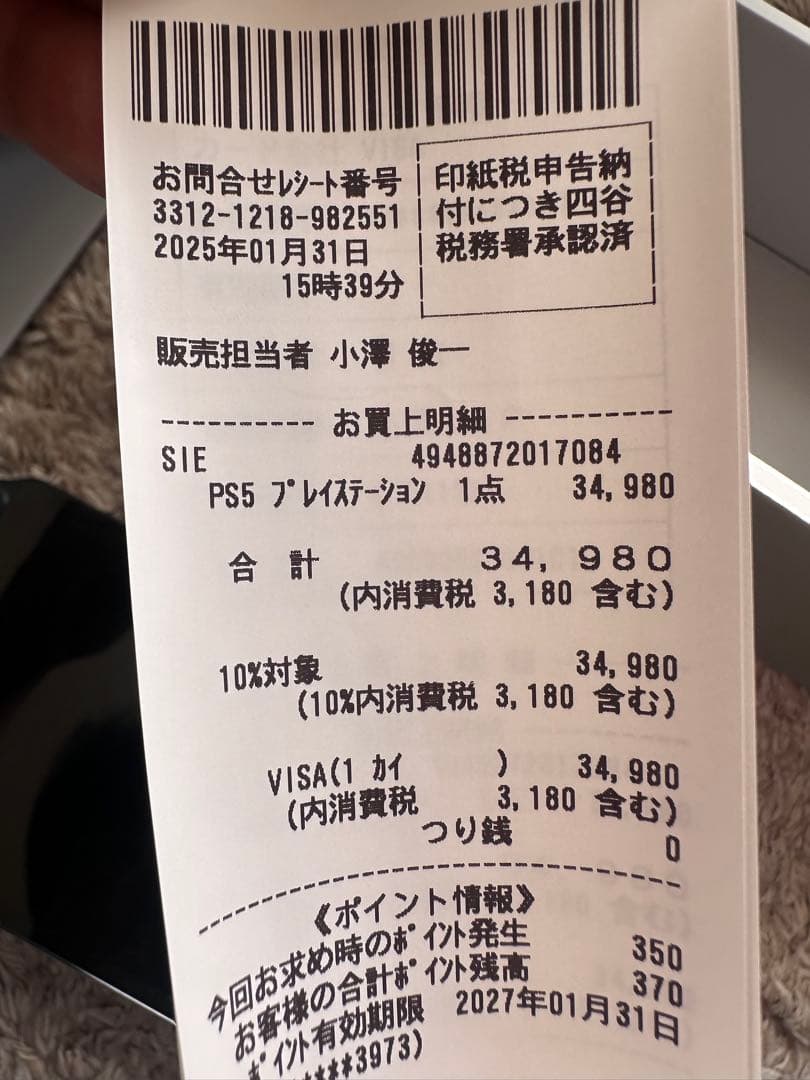 お問合せﾚｼｰﾄ番号
3312-1218-982551
2025年01月31日
15時39分
印紙税申告納
付につき四谷
税務署承認済
販売担当者 小澤 俊一
---------- お買上明細 ----------
SIE 4948872017084
PS5 ﾌﾟﾚｲｽﾃｰｼｮﾝ 1点 34,980
合 計 34,980
(内消費税 3,180 含む)
10%対象 34,980
(10%内消費税 3,180 含む)
VISA(1 ｶｲ ) 34,980
(内消費税 3,180 含む)
つり銭 0
《ポイント情報》
今回お求め時のﾎﾟｲﾝﾄ発生 350
お客様の合計ﾎﾟｲﾝﾄ残高 370
ﾎﾟｲﾝﾄ有効期限 2027年01月31日
***3973)